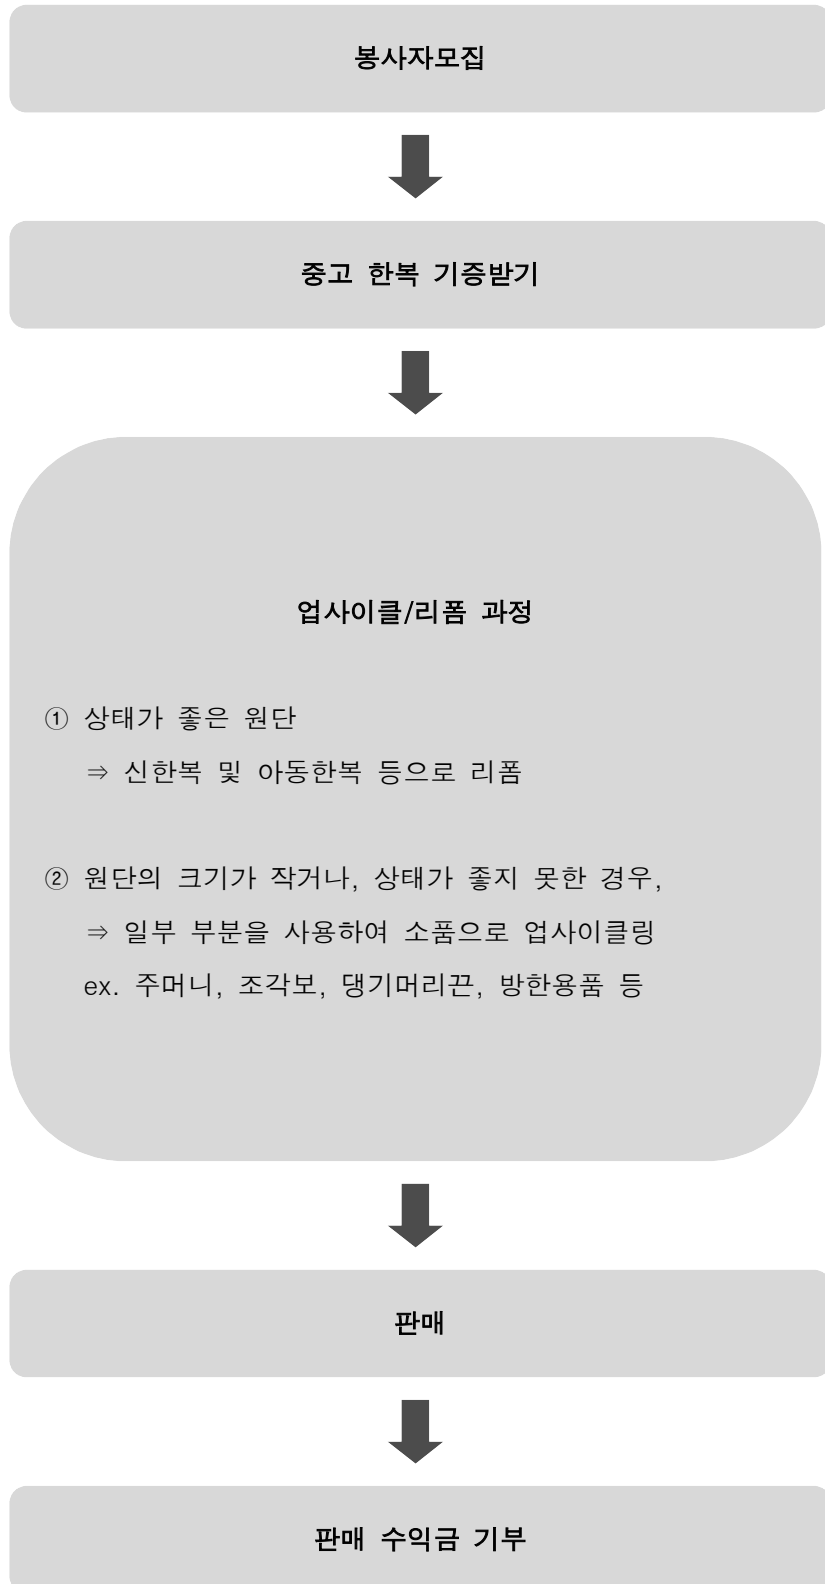 봉사자모집
중고 한복 기증받기
업사이클/리폼 과정
① 상태가 좋은 원단
⇒ 신한복 및 아동한복 등으로 리폼
② 원단의 크기가 작거나, 상태가 좋지 못한 경우,
⇒ 일부 부분을 사용하여 소품으로 업사이클링
ex. 주머니, 조각보, 댕기머리끈, 방한용품 등
판매
판매 수익금 기부